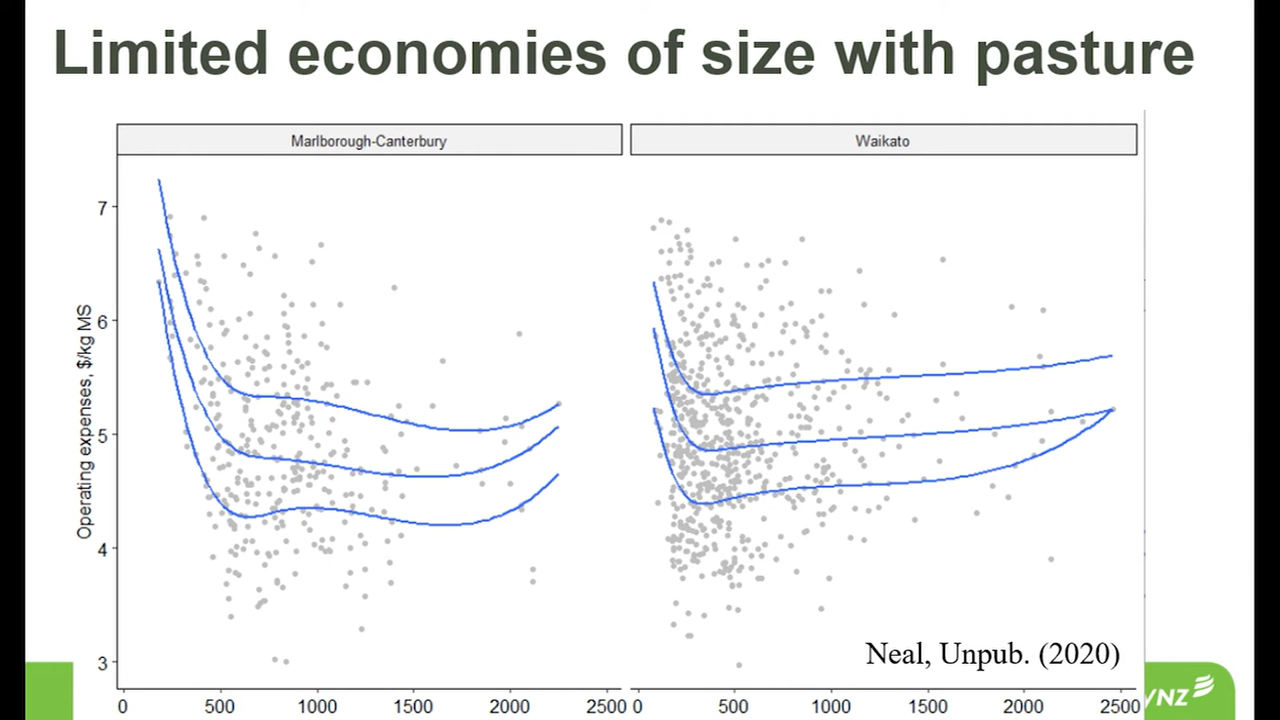 Limited economies of size with pasture
Marlborough-Canterbury
Waikato
Operating expenses, $/kg MS
7
6
5
4
3
0 500 1000 1500 2000 2500
0 500 1000 1500 2000 2500
Neal, Unpub. (2020)
NZ